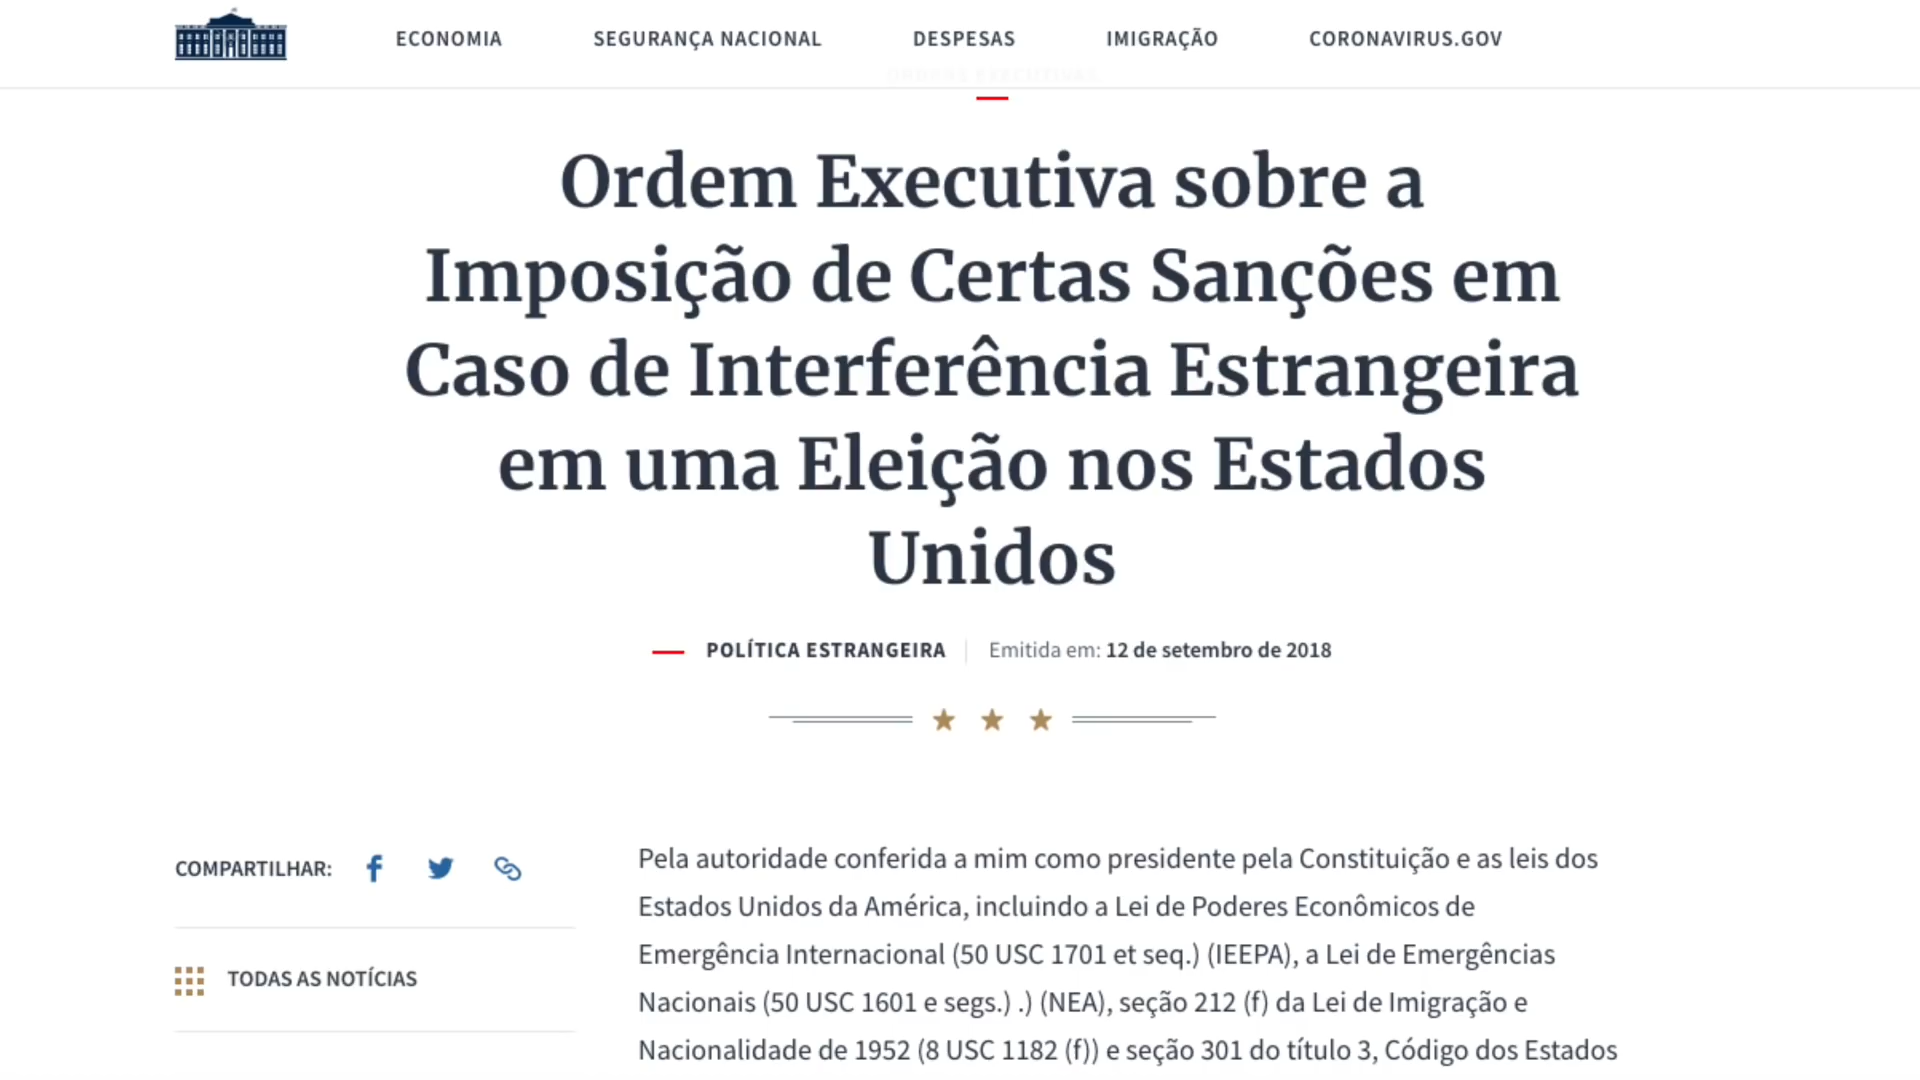 ECONOMIA
SEGURANÇA NACIONAL
DESPESAS
IMIGRAÇÃO
CORONAVIRUS.GOV
ORDENS EXECUTIVAS
Ordem Executiva sobre a
Imposição de Certas Sanções em
Caso de Interferência Estrangeira
em uma Eleição nos Estados
Unidos
POLÍTICA ESTRANGEIRA
Emitida em: 12 de setembro de 2018
COMPARTILHAR:
TODAS AS NOTÍCIAS
Pela autoridade conferida a mim como presidente pela Constituição e as leis dos
Estados Unidos da América, incluindo a Lei de Poderes Econômicos de
Emergência Internacional (50 USC 1701 et seq.) (IEEPA), a Lei de Emergências
Nacionais (50 USC 1601 e segs.) .) (NEA), seção 212 (f) da Lei de Imigração e
Nacionalidade de 1952 (8 USC 1182 (f)) e seção 301 do título 3, Código dos Estados